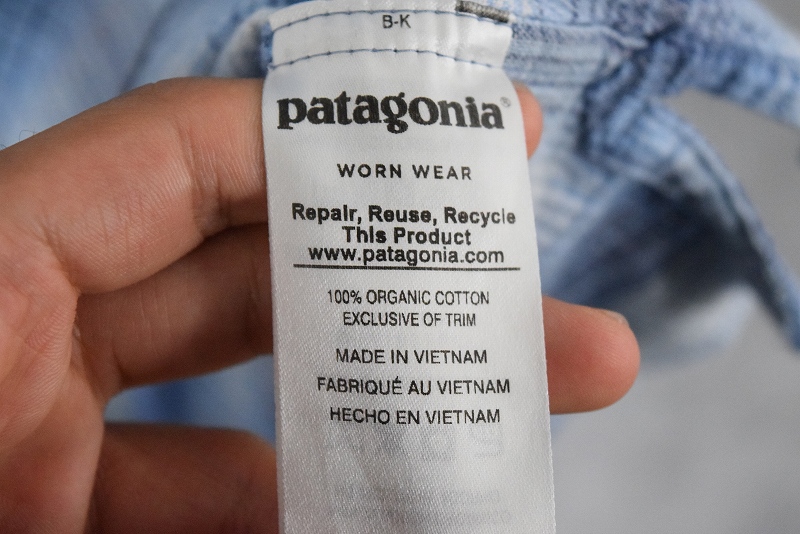 B-K
patagonia®
WORN WEAR
Repair, Reuse, Recycle
This Product
www.patagonia.com
100% ORGANIC COTTON
EXCLUSIVE OF TRIM
MADE IN VIETNAM
FABRIQUÉ AU VIETNAM
HECHO EN VIETNAM